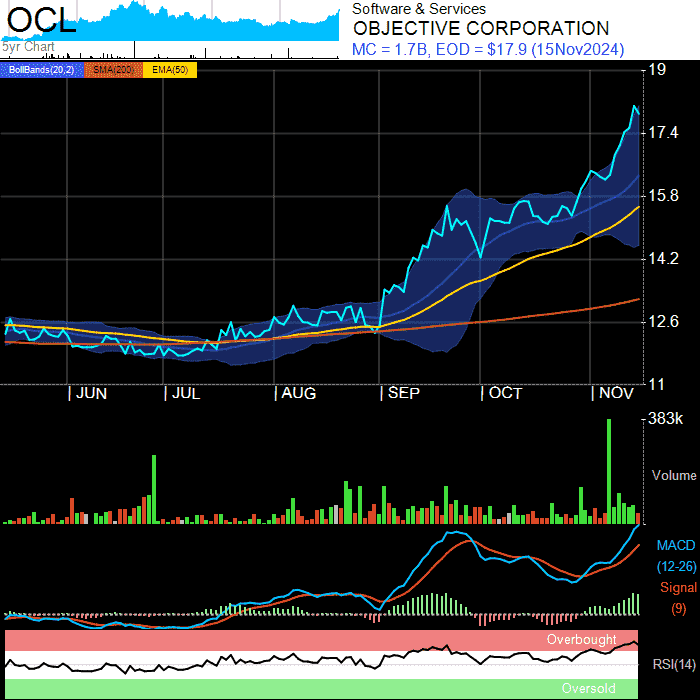 OCL
5yr Chart
Software & Services
OBJECTIVE CORPORATION
MC = 1.7B, EOD = $17.9 (15Nov2024)
BollBands(20,2) SMA(200) EMA(50)
19
17.4
15.8
14.2
12.6
11
JUN JUL AUG SEP OCT NOV
383k
Volume
MACD
(12-26)
Signal
(9)
Overbought
RSI(14)
Oversold